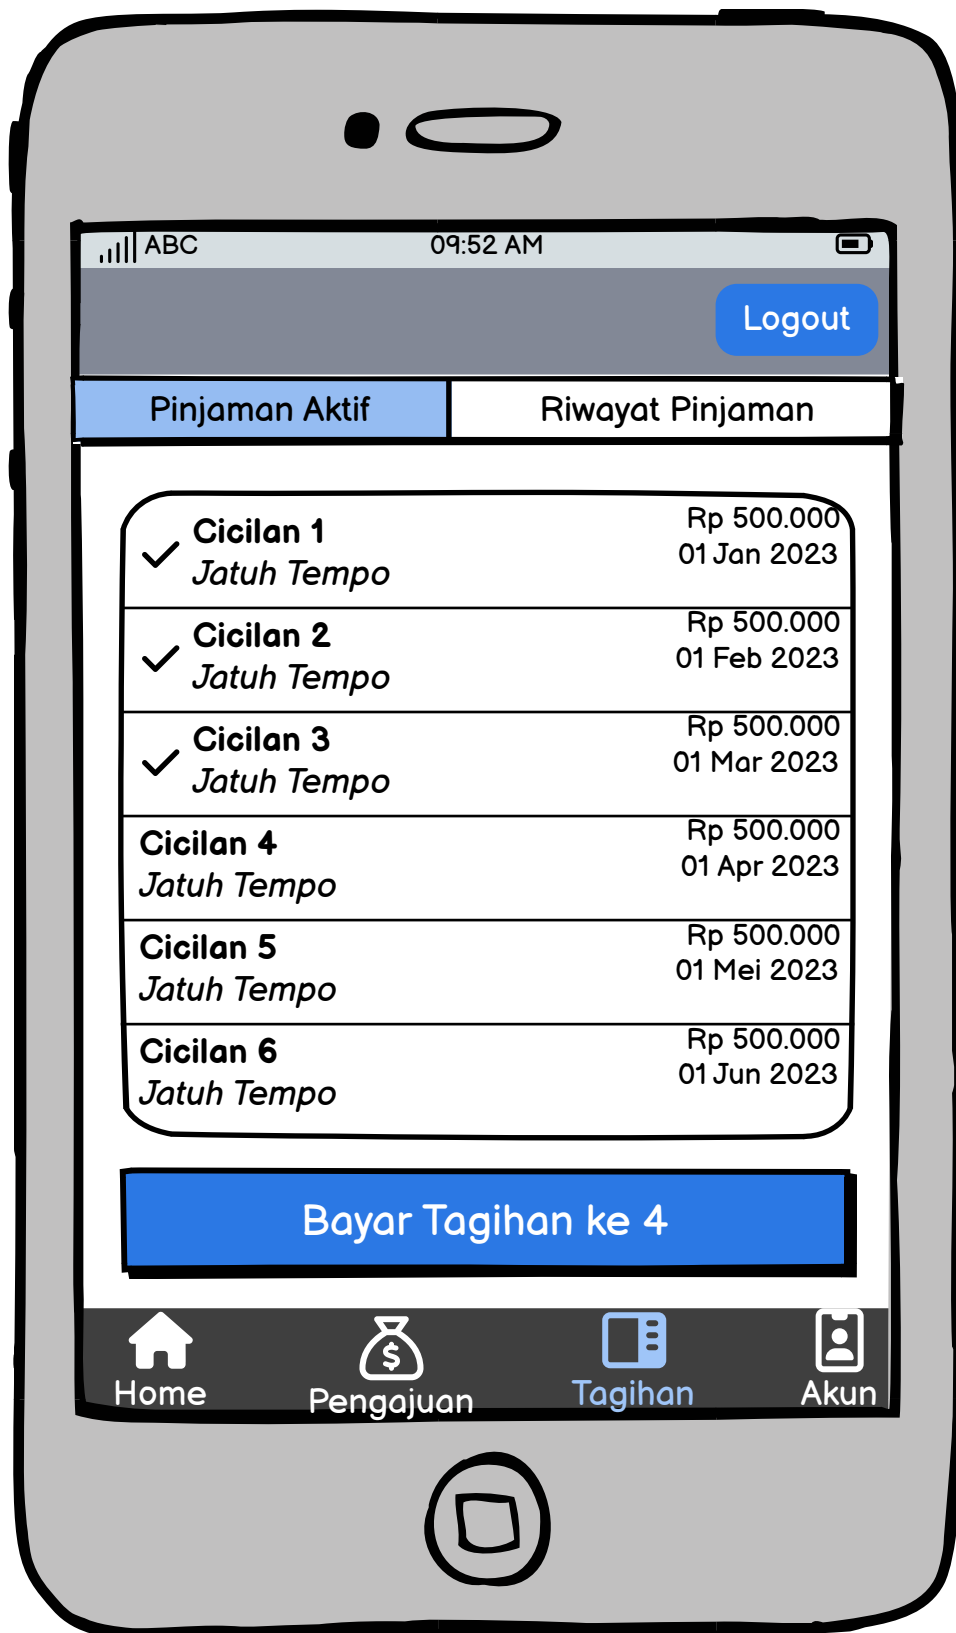 ABC 09:52 AM
Logout
Pinjaman Aktif Riwayat Pinjaman
Cicilan 1 Rp 500.000
Jatuh Tempo 01 Jan 2023
Cicilan 2 Rp 500.000
Jatuh Tempo 01 Feb 2023
Cicilan 3 Rp 500.000
Jatuh Tempo 01 Mar 2023
Cicilan 4 Rp 500.000
Jatuh Tempo 01 Apr 2023
Cicilan 5 Rp 500.000
Jatuh Tempo 01 Mei 2023
Cicilan 6 Rp 500.000
Jatuh Tempo 01 Jun 2023
Bayar Tagihan ke 4
$
Home Pengajuan Tagihan Akun